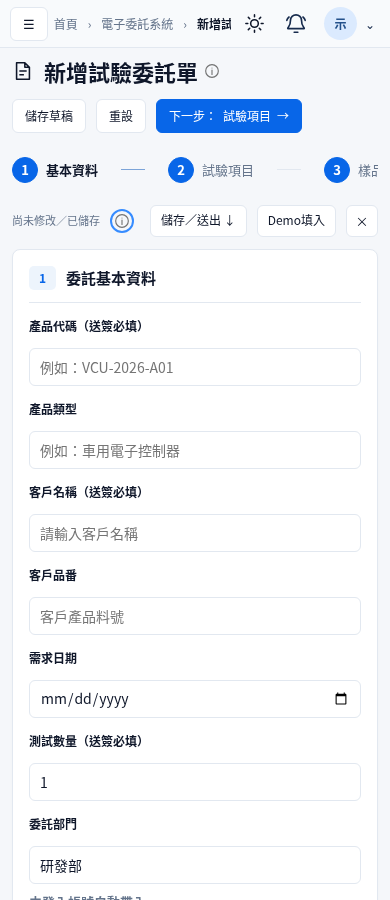 首頁 › 電子委託系統 › 新增試
示
新增試驗委託單
儲存草稿 重設 下一步： 試驗項目 →
1 基本資料 2 試驗項目 3 樣品
尚未修改／已儲存 儲存／送出 ↓ Demo填入 ×
1 委託基本資料
產品代碼（送簽必填）
例如：VCU-2026-A01
產品類型
例如：車用電子控制器
客戶名稱（送簽必填）
請輸入客戶名稱
客戶品番
客戶產品料號
需求日期
mm/dd/yyyy
測試數量（送簽必填）
1
委託部門
研發部